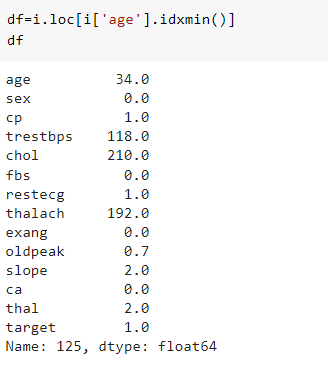 df=i.loc[i['age'].idxmin()]
df
age 34.0
sex 0.0
cp 1.0
trestbps 118.0
chol 210.0
fbs 0.0
restecg 1.0
thalach 192.0
exang 0.0
oldpeak 0.7
slope 2.0
ca 0.0
thal 2.0
target 1.0
Name: 125, dtype: float64